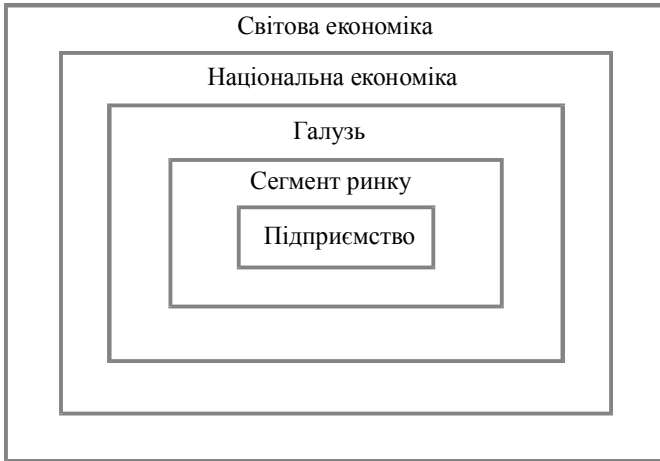 Світова економіка
Національна економіка
Галузь
Сегмент ринку
Підприємство